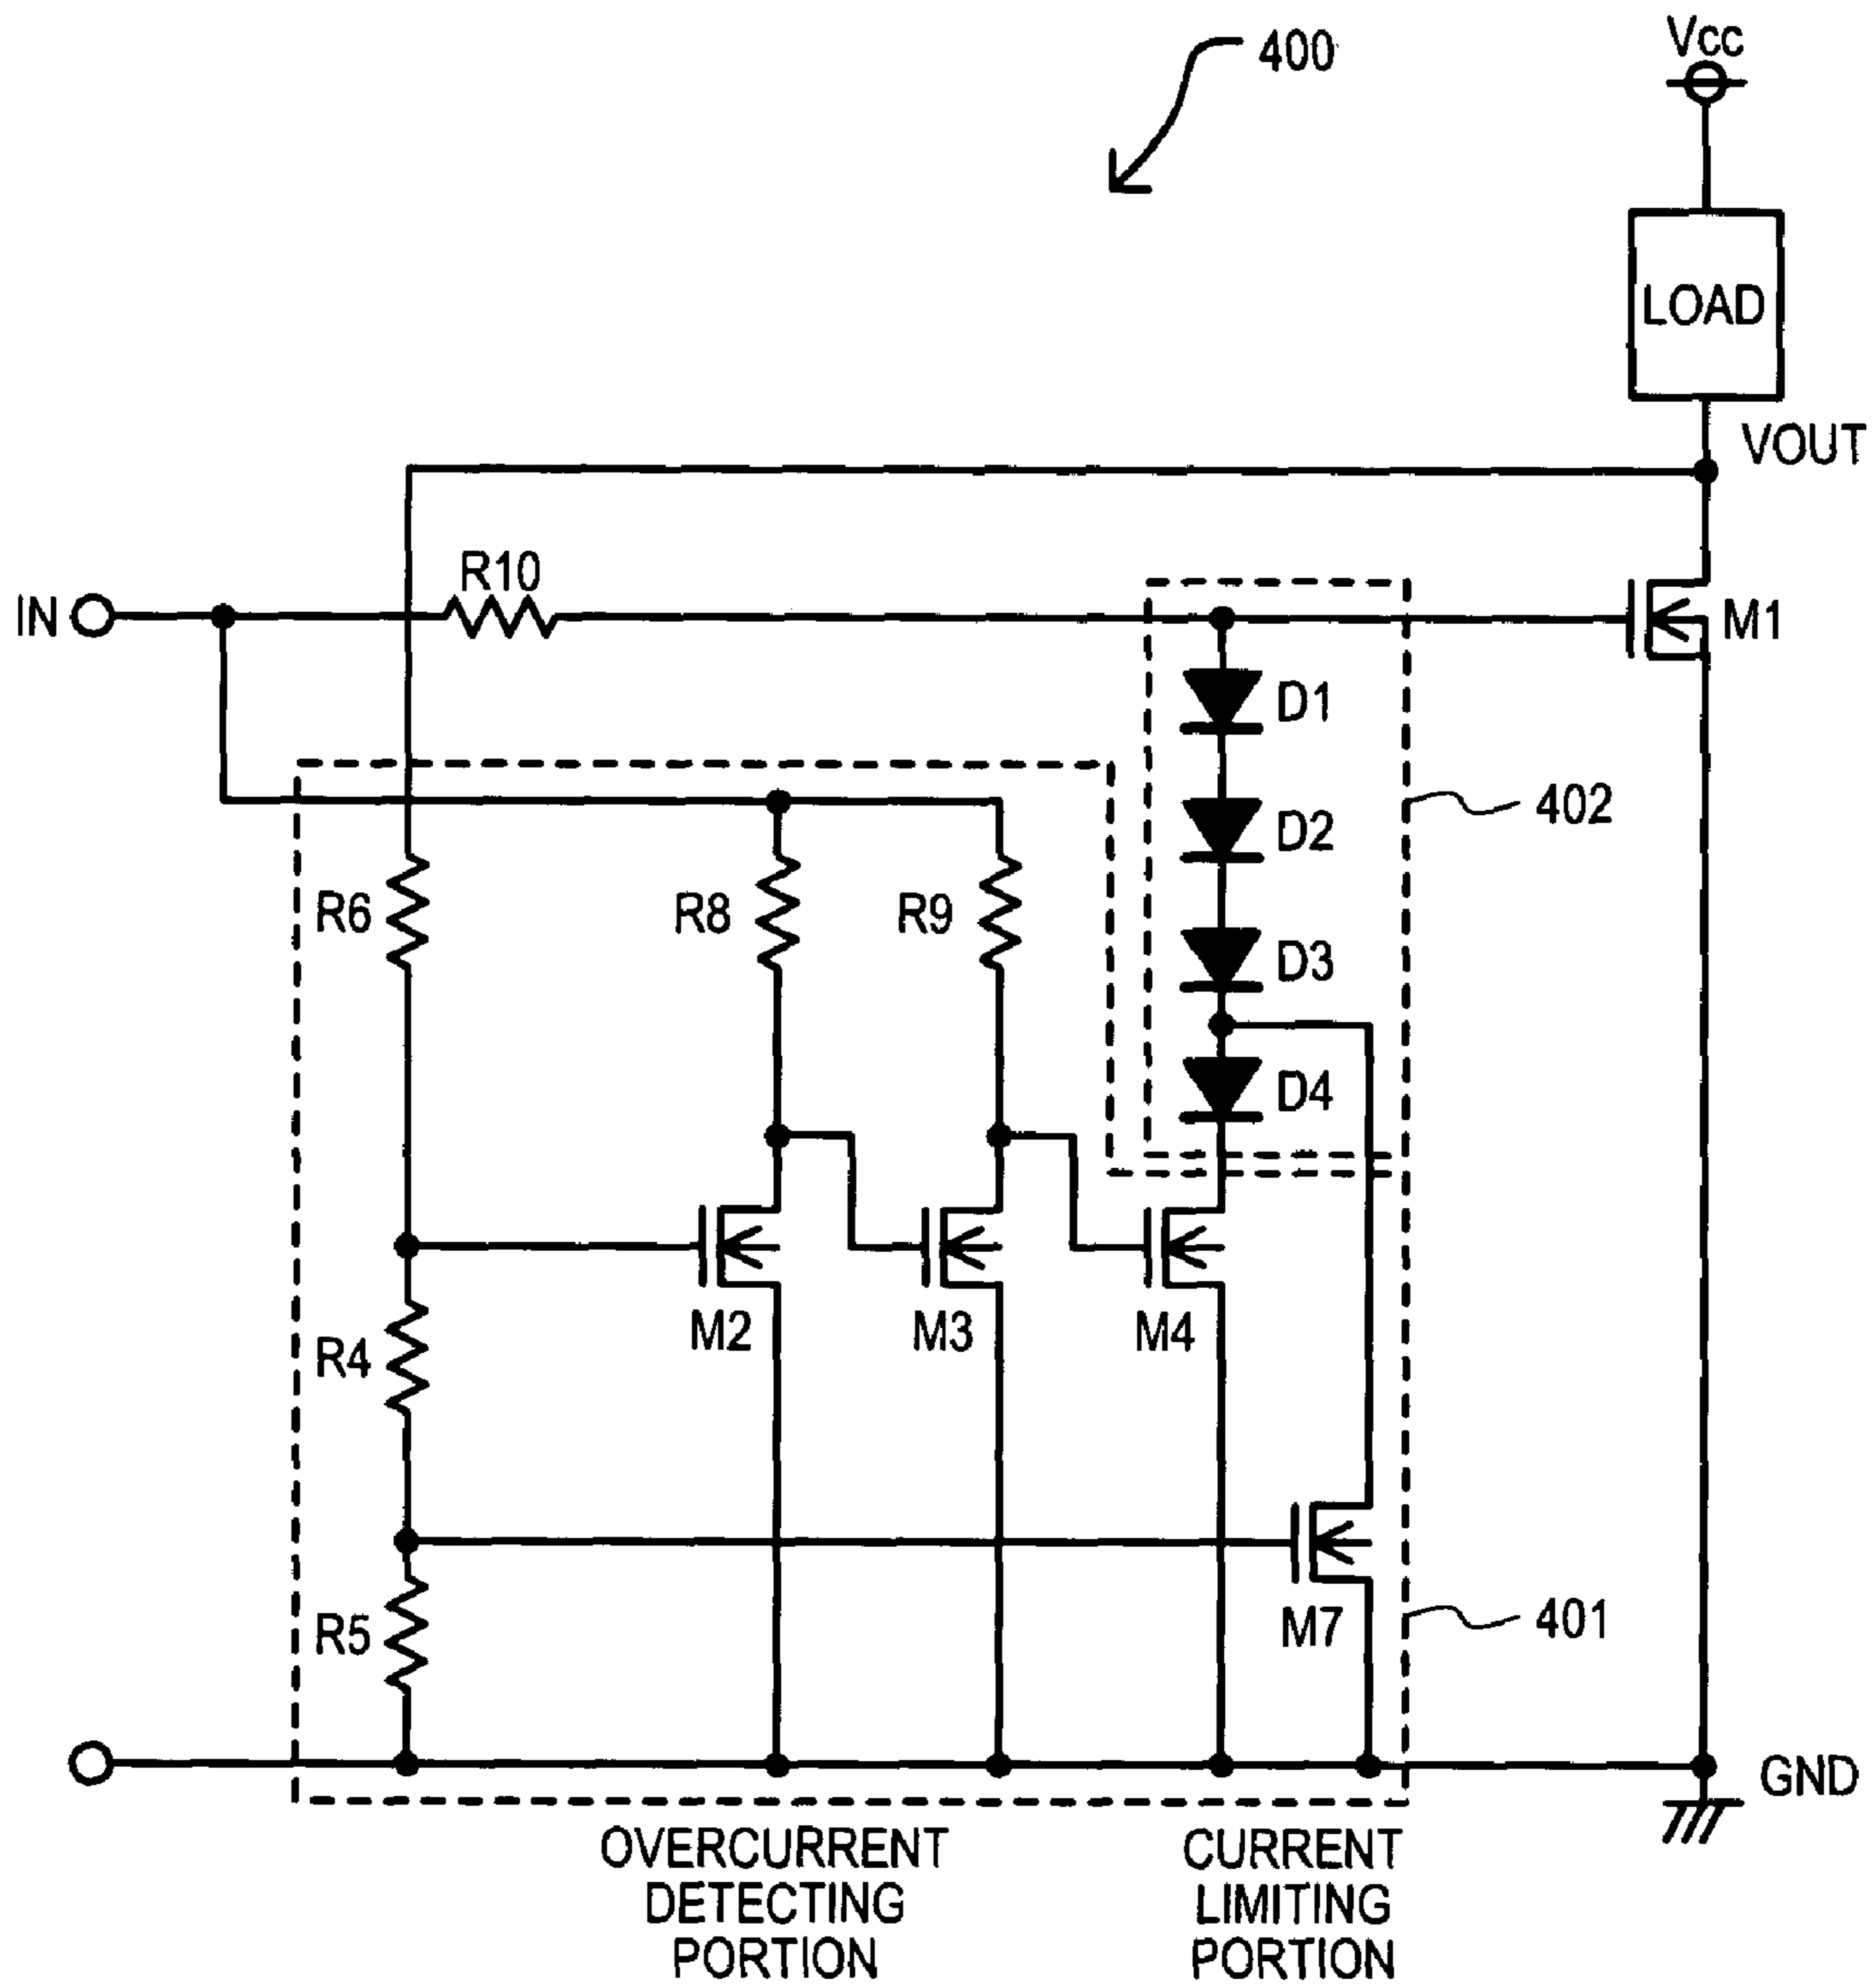 400
Vcc
LOAD
VOUT
R10
IN
M1
D1
402
D2
R6
R8
R9
D3
D4
M2
M3
M4
R4
R5
M7
401
GND
OVERCURRENT
DETECTING
PORTION
CURRENT
LIMITING
PORTION